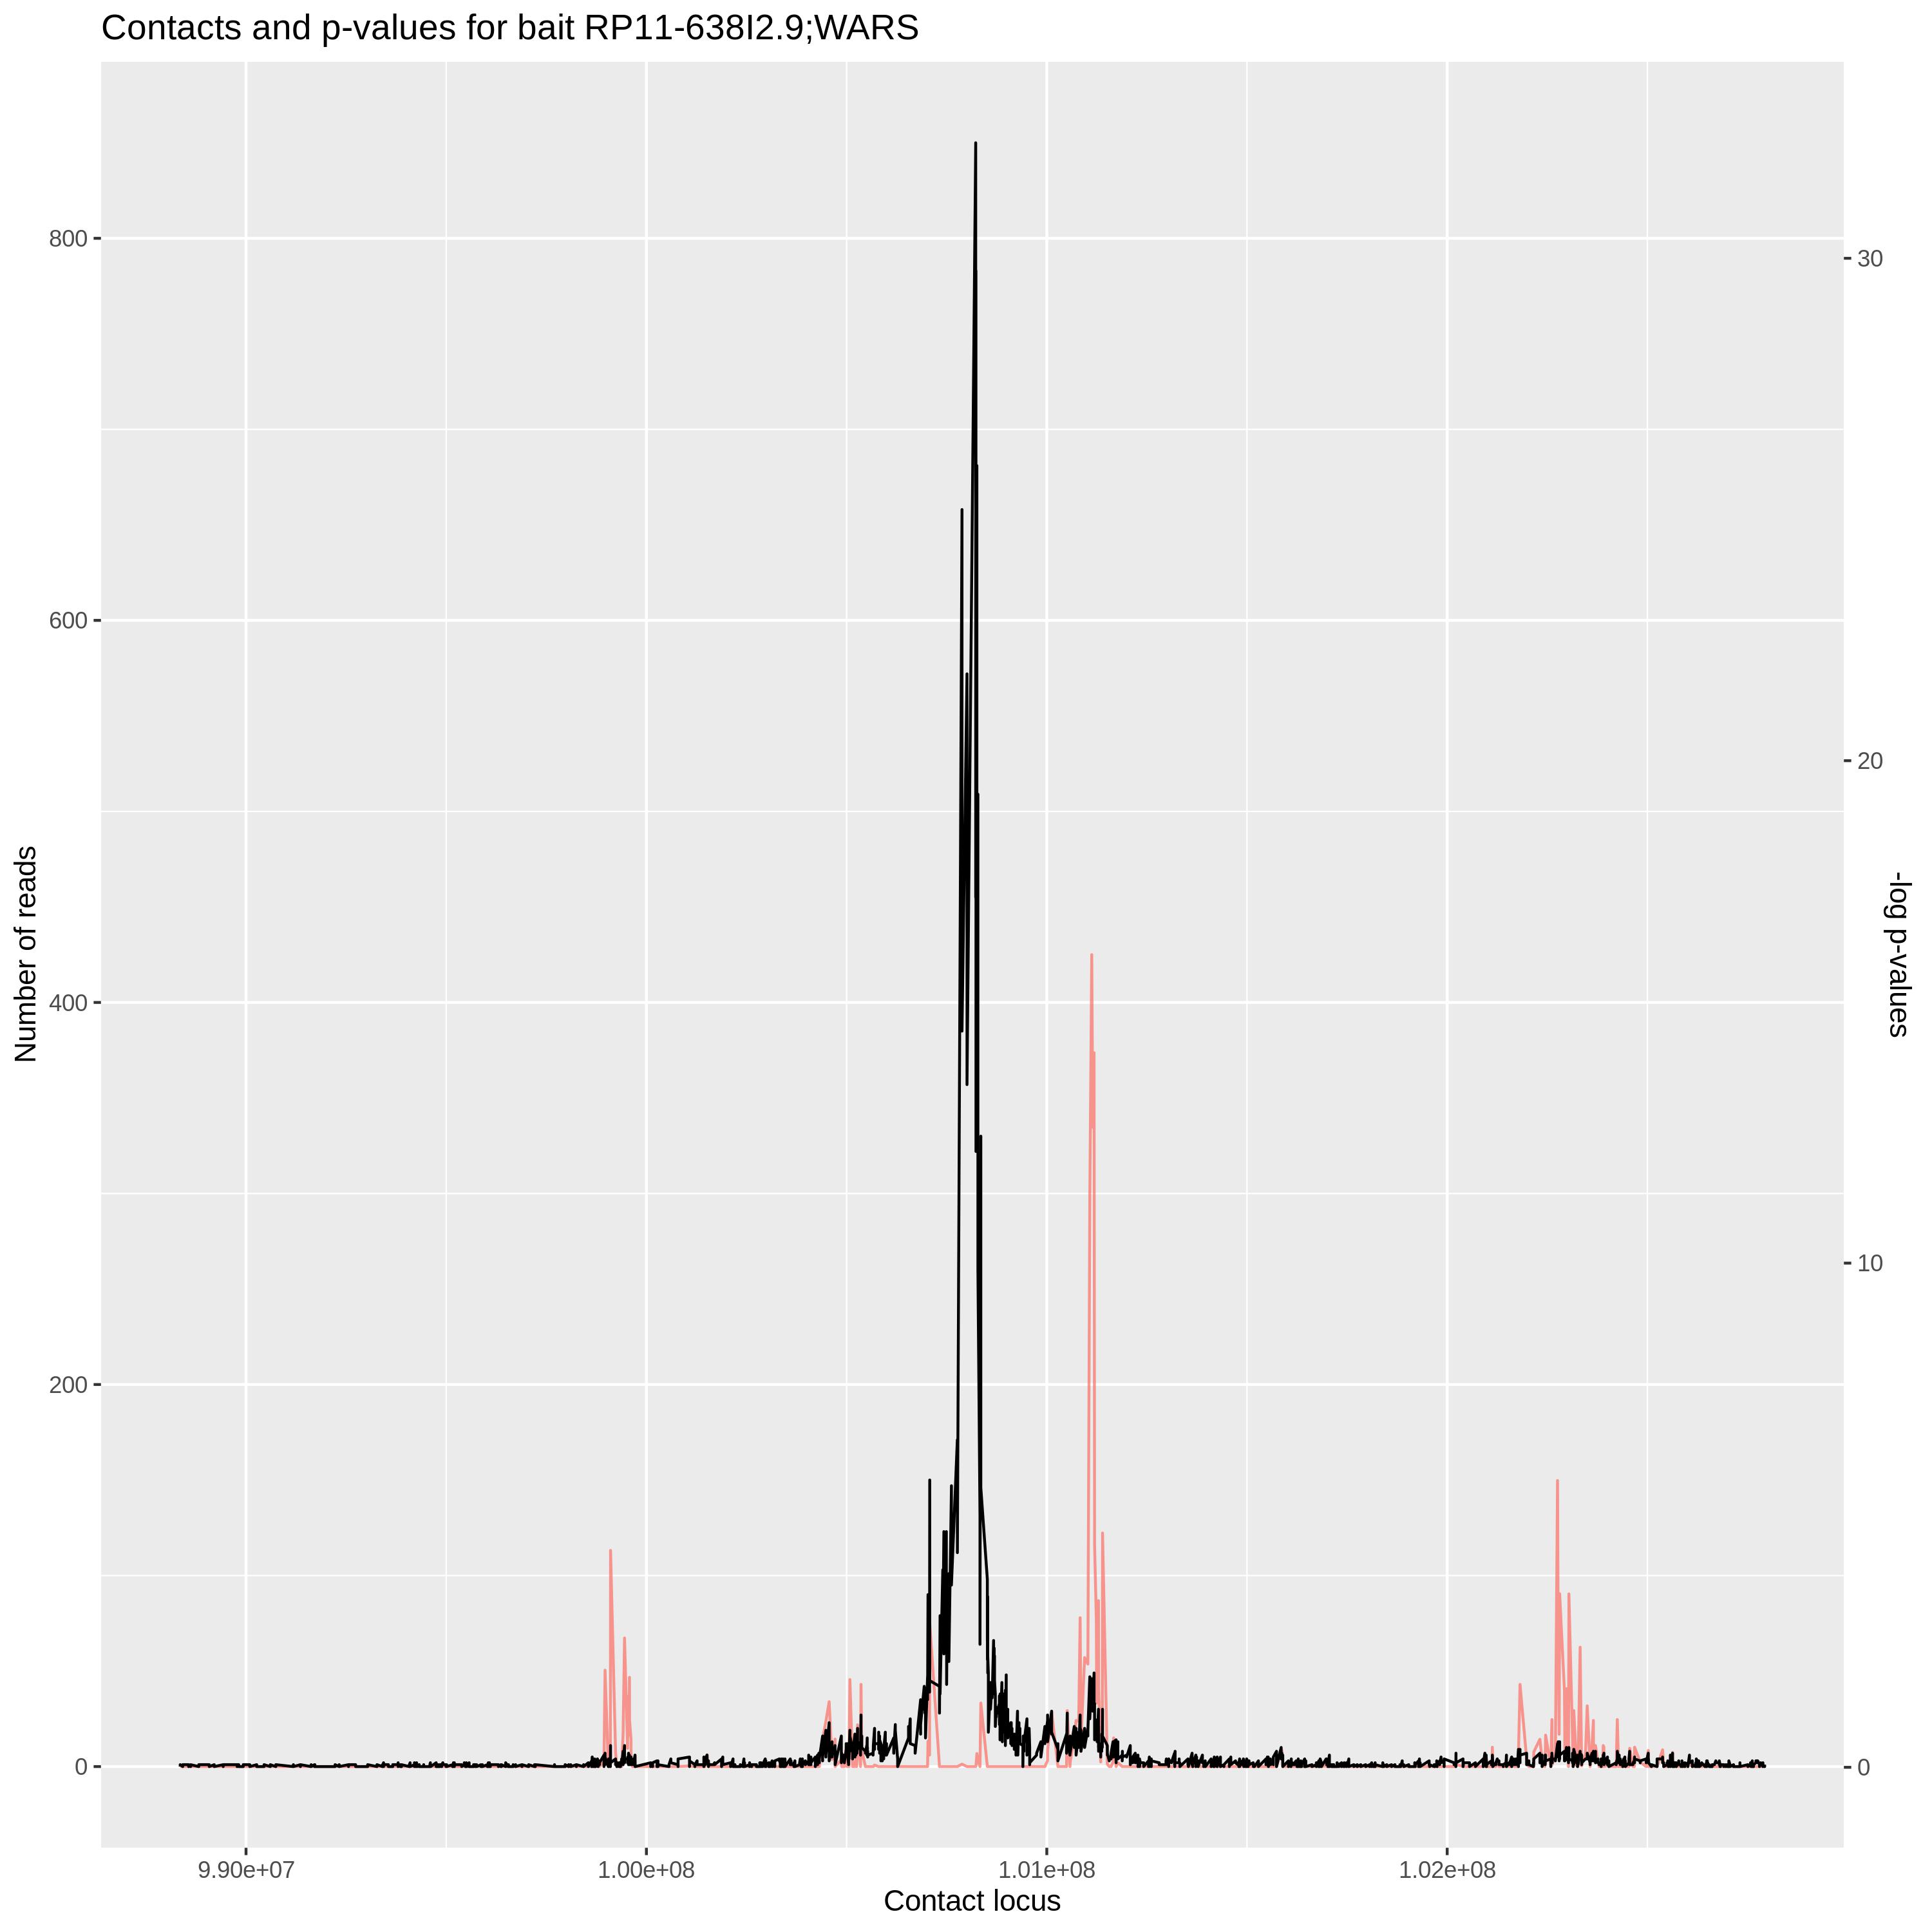 Contacts and p-values for bait RP11-638I2.9;WARS
800
600
400
200
0
30
20
10
0
Number of reads
-log p-values
9.90e+07
1.00e+08
1.01e+08
1.02e+08
Contact locus